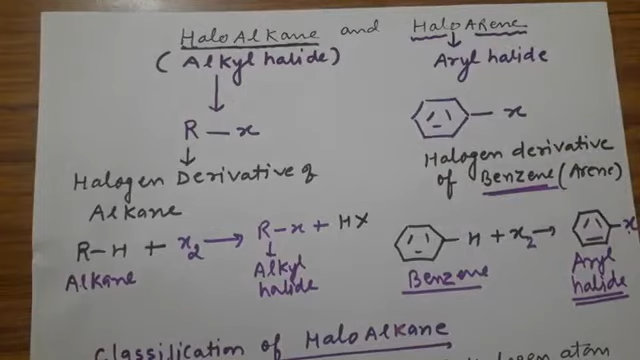 HaloAlkane and HaloArene
(Alkyl halide)
Aryl halide
R — x
— x
Halogen Derivative of
Alkane
Halogen derivative
of Benzene (Arene)
R–H + x2 → R–x + HX
Alkane
Alkyl
halide
— H + x2 → –x
Benzene
Aryl
halide
Classification of HaloAlkane
atom